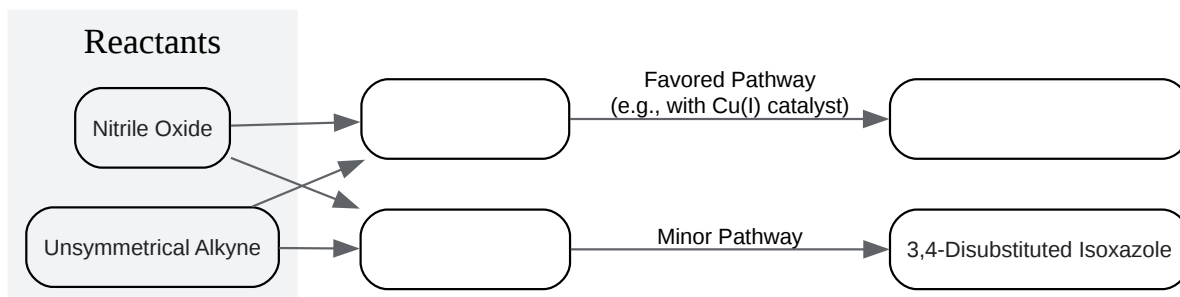 Reactants
Nitrile Oxide
Unsymmetrical Alkyne
Favored Pathway
(e.g., with Cu(I) catalyst)
Minor Pathway
3,4-Disubstituted Isoxazole